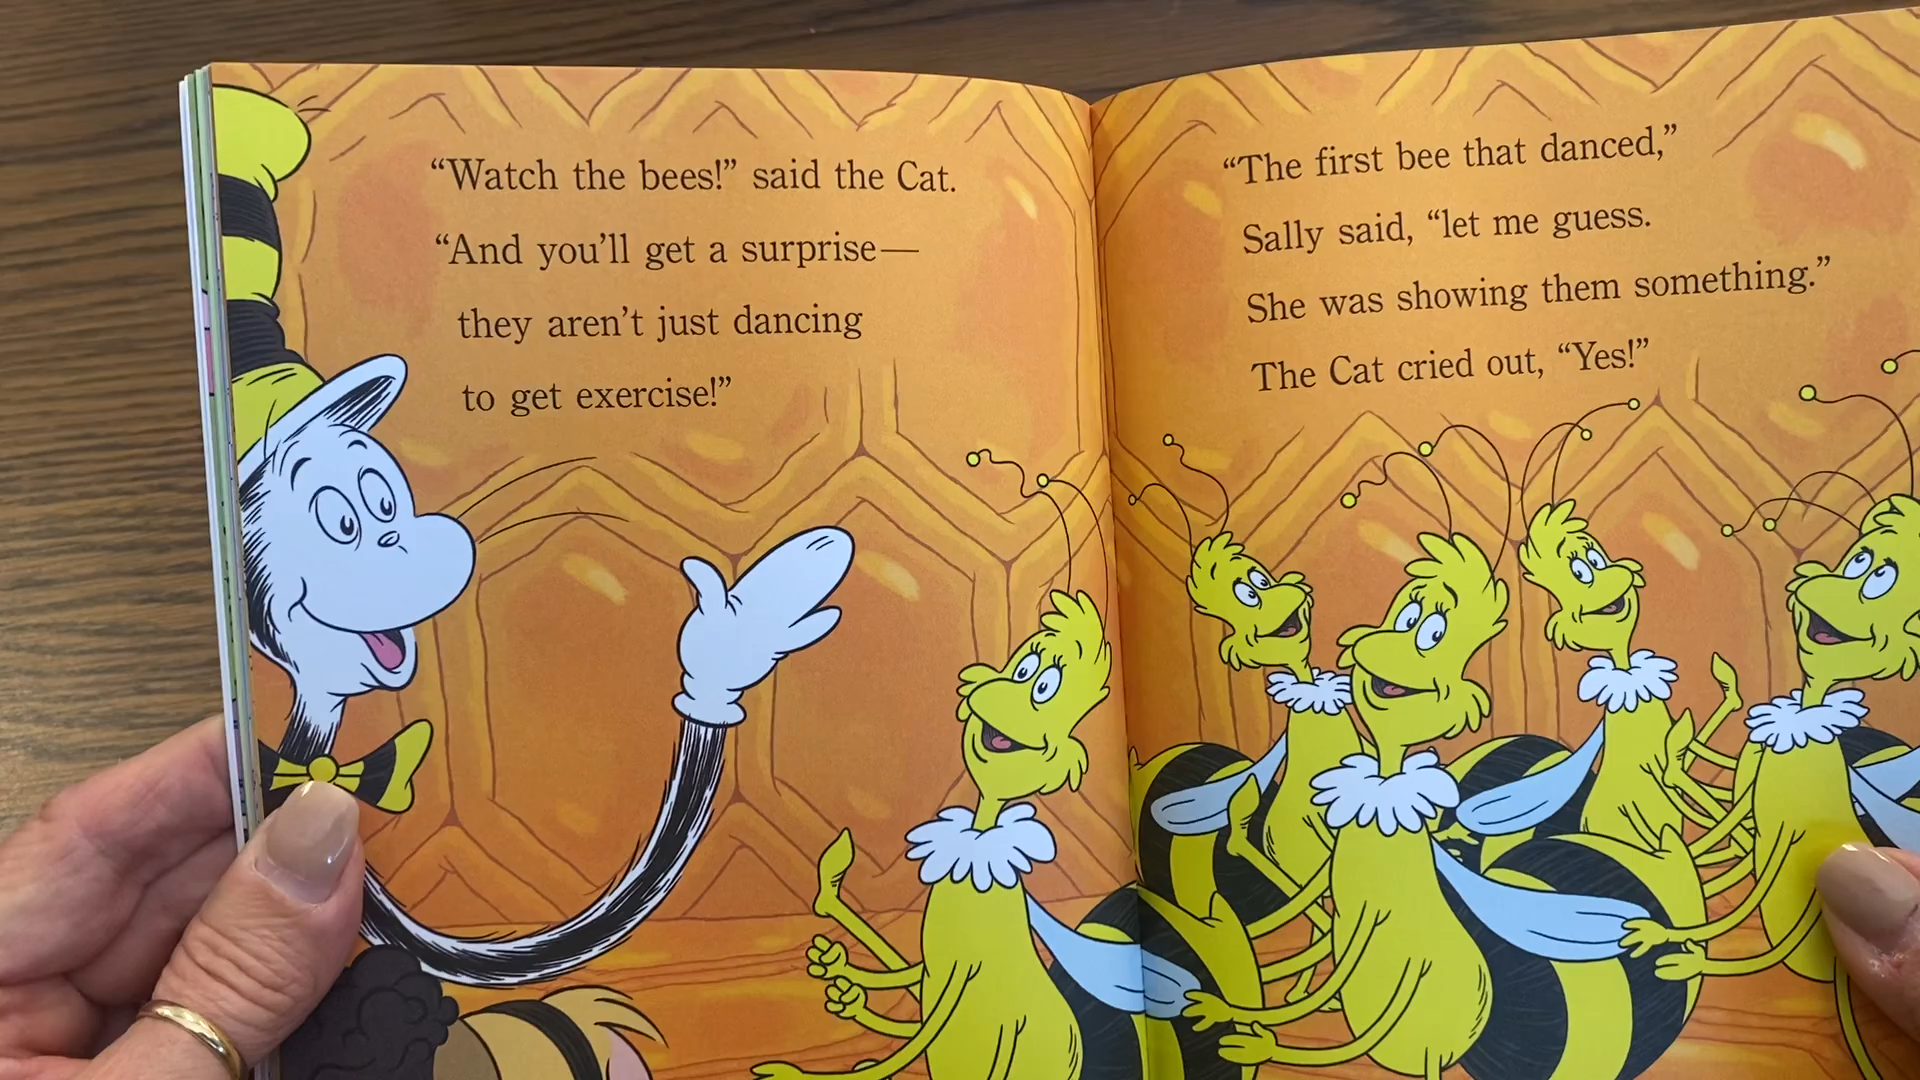 “Watch the bees!” said the Cat.
“And you’ll get a surprise—
they aren’t just dancing
to get exercise!”
“The first bee that danced,”
Sally said, “let me guess.
She was showing them something.”
The Cat cried out, “Yes!”